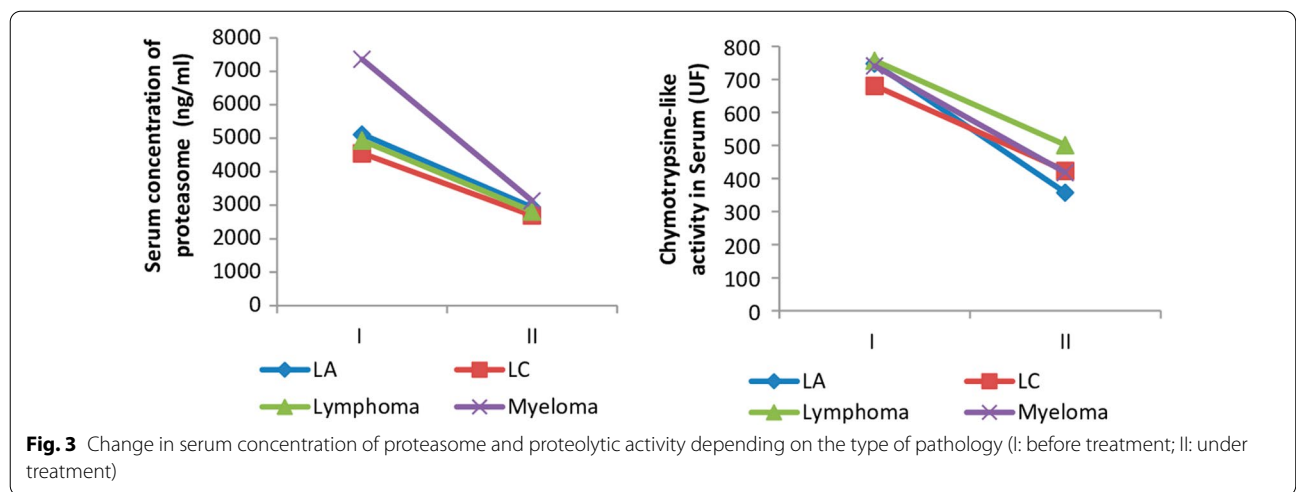 Serum concentration of
proteasome (ng/ml)
8000
7000
6000
5000
4000
3000
2000
1000
0
I
II
LA
LC
Lymphoma
Myeloma
Chymotrypsine-like
activity in Serum (UF)
800
700
600
500
400
300
200
100
0
I
II
LA
LC
Lymphoma
Myeloma
Fig. 3 Change in serum concentration of proteasome and proteolytic activity depending on the type of pathology (I: before treatment; II: under
treatment)